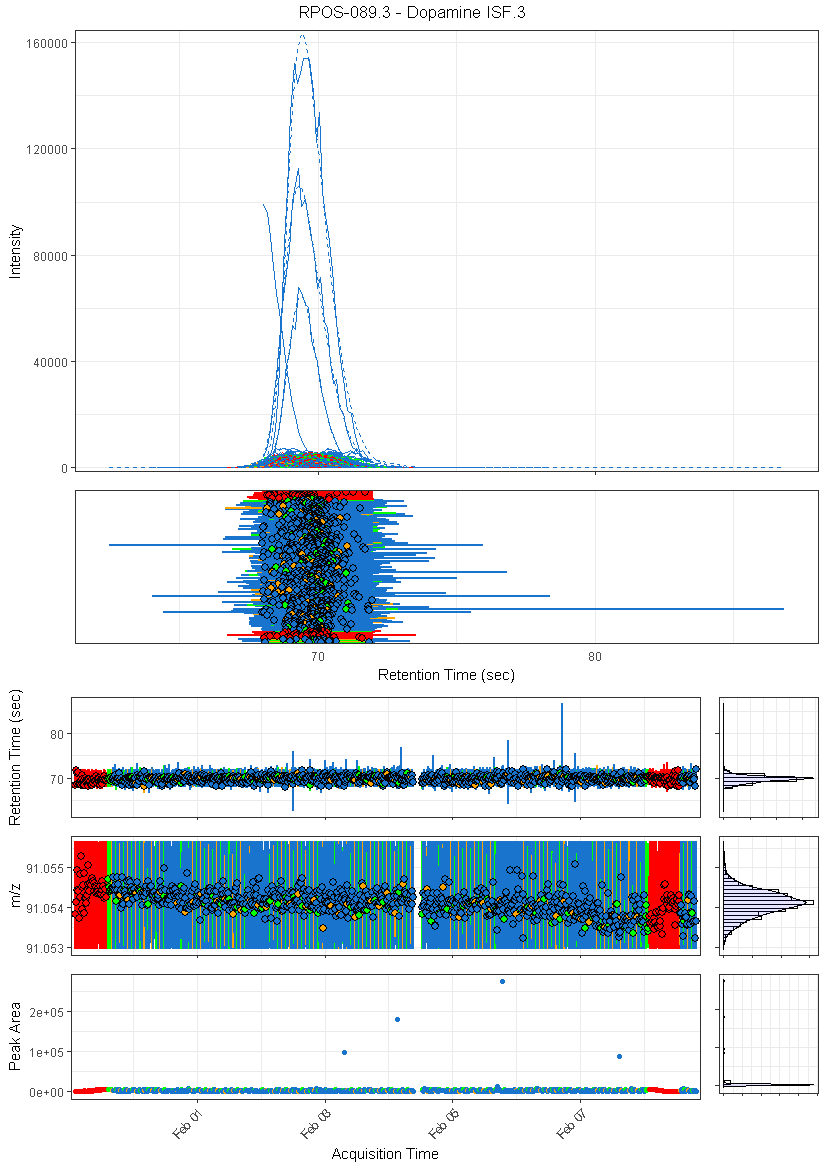 RPOS-089.3 - Dopamine ISF.3
160000
120000
80000
40000
0
Intensity
70
80
Retention Time (sec)
Retention Time (sec)
80
70
m/z
91.055
91.054
91.053
Peak Area
2e+05
1e+05
0e+00
Feb 01
Feb 03
Feb 05
Feb 07
Acquisition Time